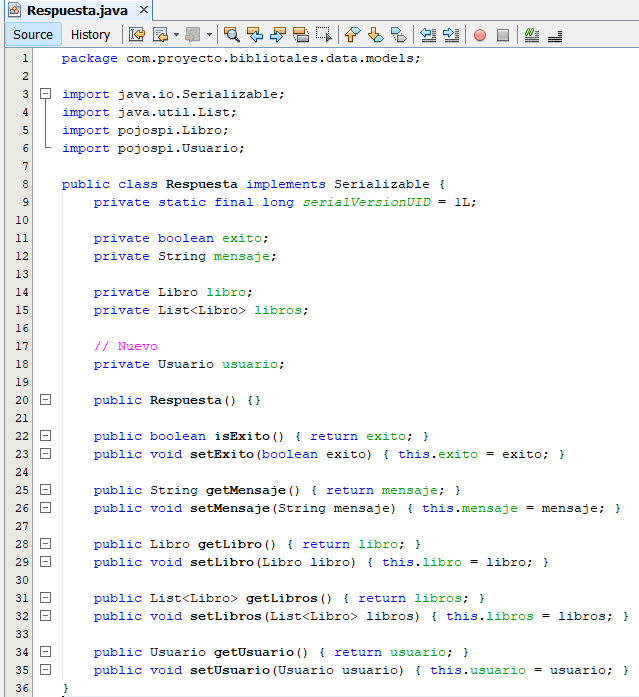 Respuesta.java
Source History
1 package com.proyecto.bibliotales.data.models;
2
3 import java.io.Serializable;
4 import java.util.List;
5 import pojospi.Libro;
6 import pojospi.Usuario;
7
8 public class Respuesta implements Serializable {
9 private static final long serialVersionUID = 1L;
10
11 private boolean exito;
12 private String mensaje;
13
14 private Libro libro;
15 private List<Libro> libros;
16
17 // Nuevo
18 private Usuario usuario;
19
20 public Respuesta() {}
21
22 public boolean isExito() { return exito; }
23 public void setExito(boolean exito) { this.exito = exito; }
24
25 public String getMensaje() { return mensaje; }
26 public void setMensaje(String mensaje) { this.mensaje = mensaje; }
27
28 public Libro getLibro() { return libro; }
29 public void setLibro(Libro libro) { this.libro = libro; }
30
31 public List<Libro> getLibros() { return libros; }
32 public void setLibros(List<Libro> libros) { this.libros = libros; }
33
34 public Usuario getUsuario() { return usuario; }
35 public void setUsuario(Usuario usuario) { this.usuario = usuario; }
36 }